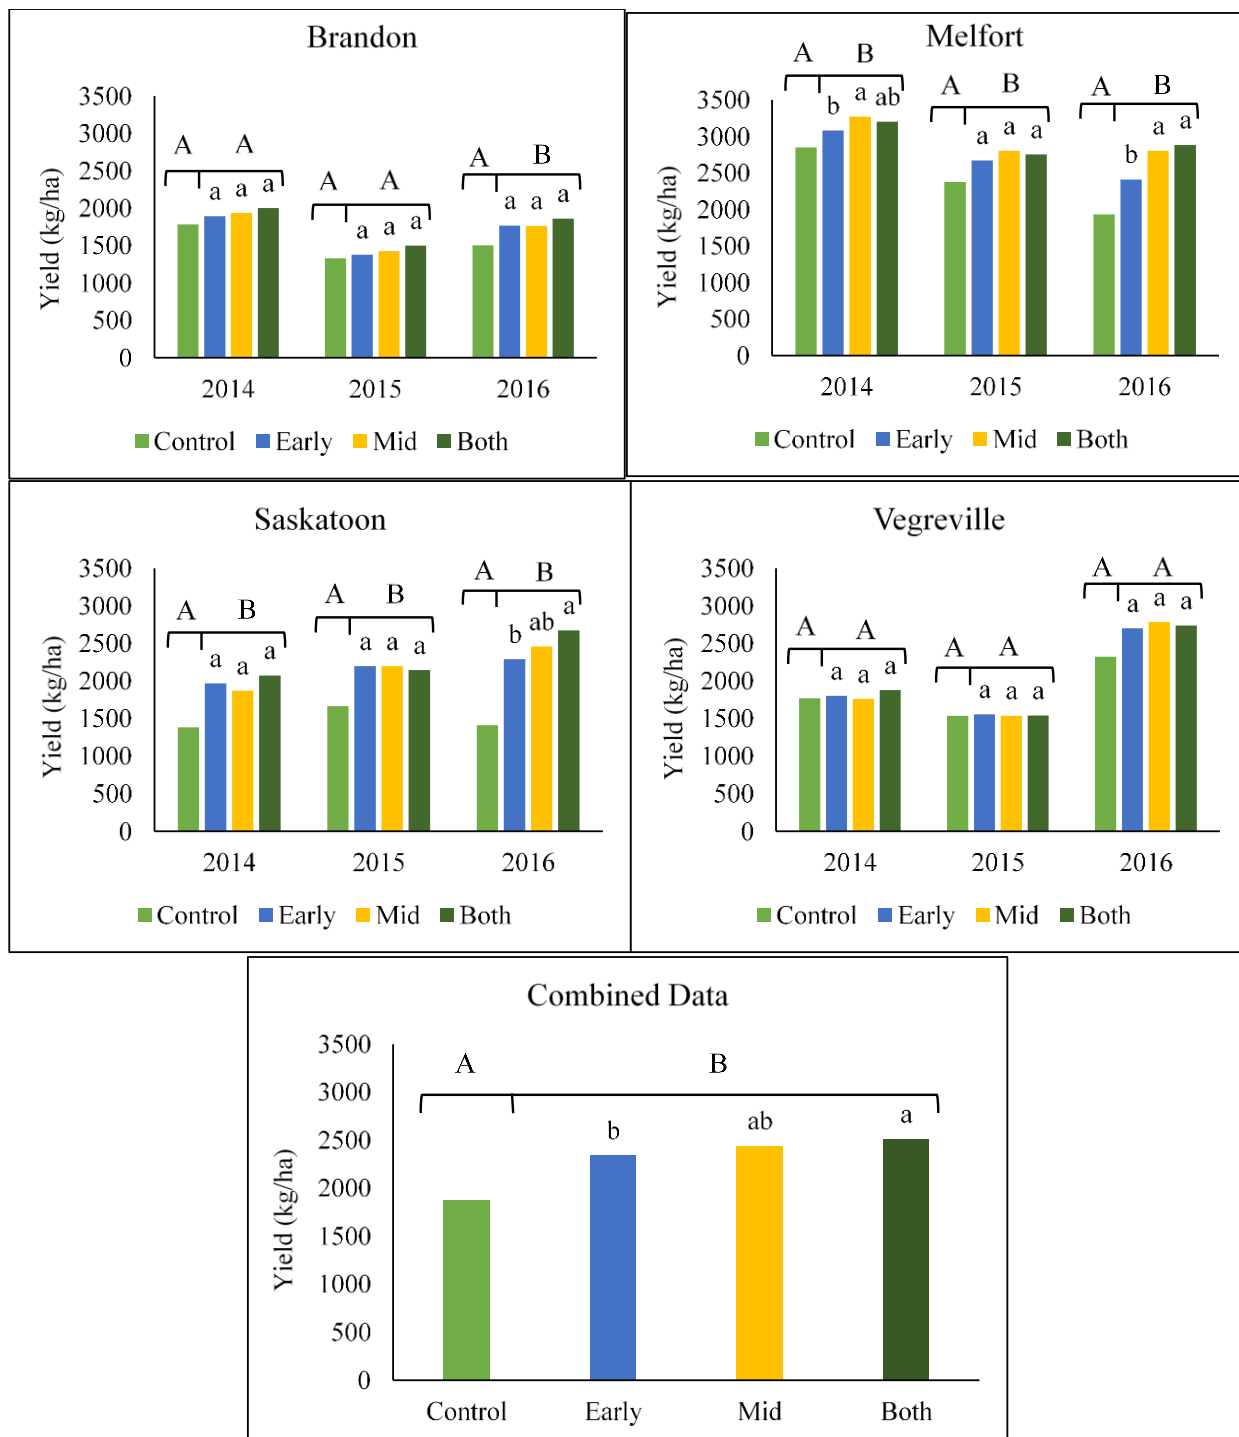 Brandon
Yield (kg/ha)
3500
3000
2500
2000
1500
1000
500
0
A A
a a a
A A
a a a
A B
a a a
2014 2015 2016
Control Early Mid Both
Melfort
Yield (kg/ha)
3500
3000
2500
2000
1500
1000
500
0
A B
b a ab
A B
a a a
A B
b a a
2014 2015 2016
Control Early Mid Both
Saskatoon
Yield (kg/ha)
3500
3000
2500
2000
1500
1000
500
0
A B
a a a
A B
a a a
A B
b ab a
2014 2015 2016
Control Early Mid Both
Vegreville
Yield (kg/ha)
3500
3000
2500
2000
1500
1000
500
0
A A
a a a
A A
a a a
A A
a a a
2014 2015 2016
Control Early Mid Both
Combined Data
Yield (kg/ha)
3500
3000
2500
2000
1500
1000
500
0
A B
b ab a
Control Early Mid Both